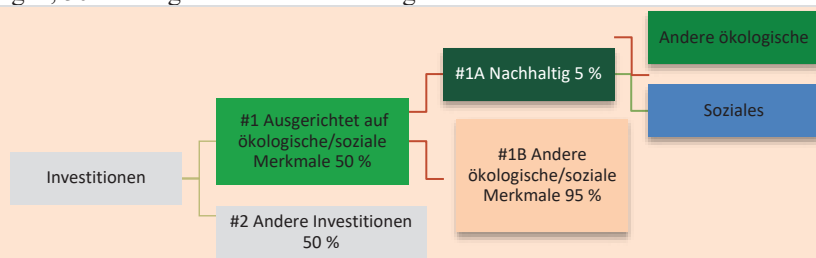 Andere ökologische
#1A Nachhaltig 5 %
#1 Ausgerichtet auf
ökologische/soziale
Merkmale 50 %
Soziales
#1B Andere
ökologische/soziale
Merkmale 95 %
Investitionen
#2 Andere Investitionen
50 %